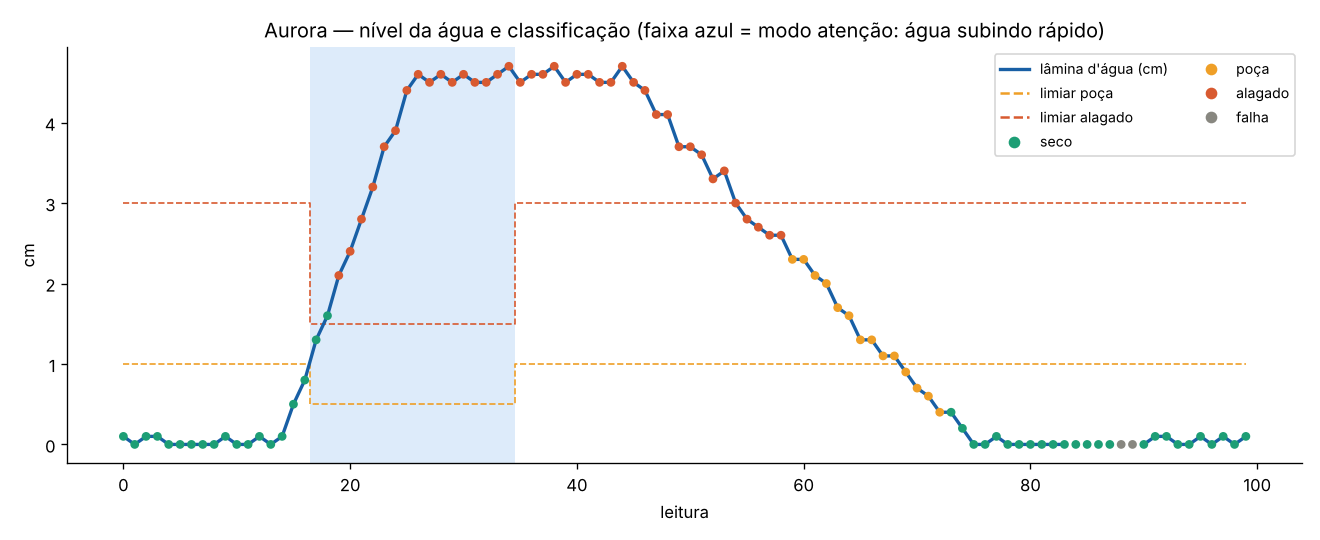 Aurora — nível da água e classificação (faixa azul = modo atenção: água subindo rápido)
lâmina d'água (cm)
limiar poça
limiar alagado
seco
poça
alagado
falha
cm
4
3
2
1
0
0 20 40 60 80 100
leitura